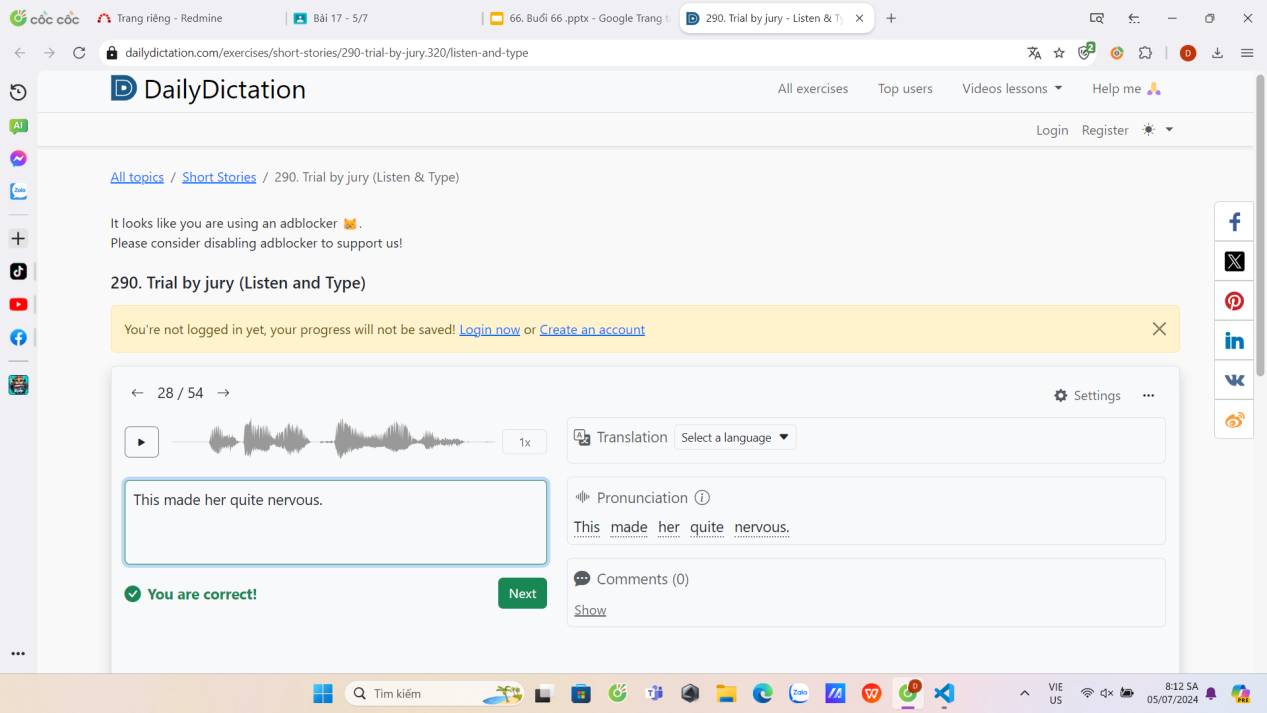 cốc cốc
Trang riêng - Redmine
Bài 17 - 5/7
66. Buổi 66 .pptx - Google Trang t
290. Trial by jury - Listen & Ty
dailydictation.com/exercises/short-stories/290-trial-by-jury.320/listen-and-type
2
D
DailyDictation
All exercises
Top users
Videos lessons
Help me
Login
Register
AI
Zalo
All topics / Short Stories / 290. Trial by jury (Listen & Type)
It looks like you are using an adblocker 😿.
Please consider disabling adblocker to support us!
290. Trial by jury (Listen and Type)
You're not logged in yet, your progress will not be saved! Login now or Create an account
28 / 54
Settings
1x
Translation
Select a language
This made her quite nervous.
Pronunciation
This made her quite nervous.
You are correct!
Next
Comments (0)
Show
Tìm kiếm
Zalo
D
VIE
US
8:12 SA
05/07/2024
PRE